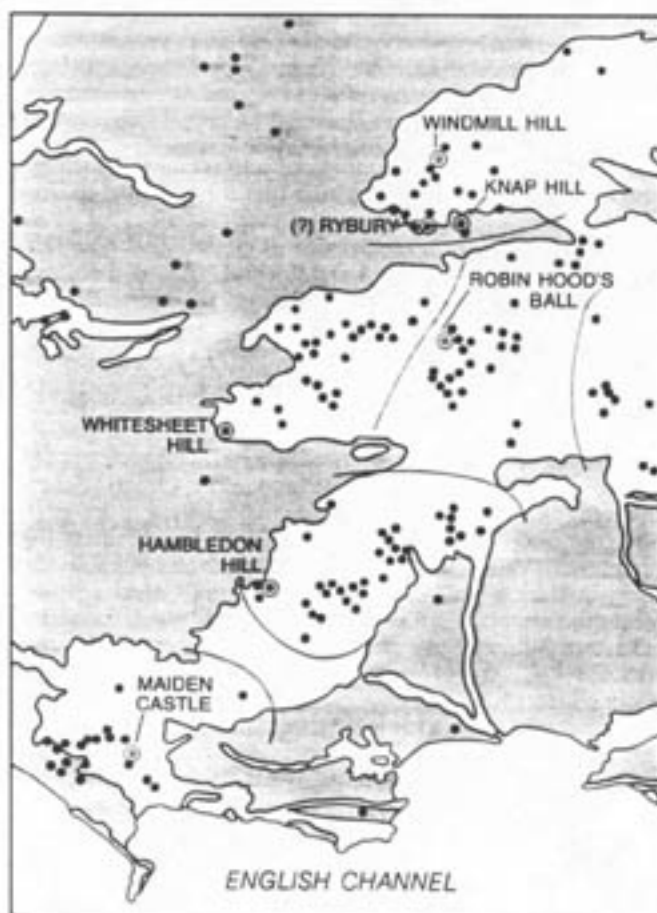 WINDMILL HILL
KNAP HILL
(?) RYBURY
ROBIN HOOD'S
BALL
WHITESHEET
HILL
HAMBLEDON
HILL
MAIDEN
CASTLE
ENGLISH CHANNEL